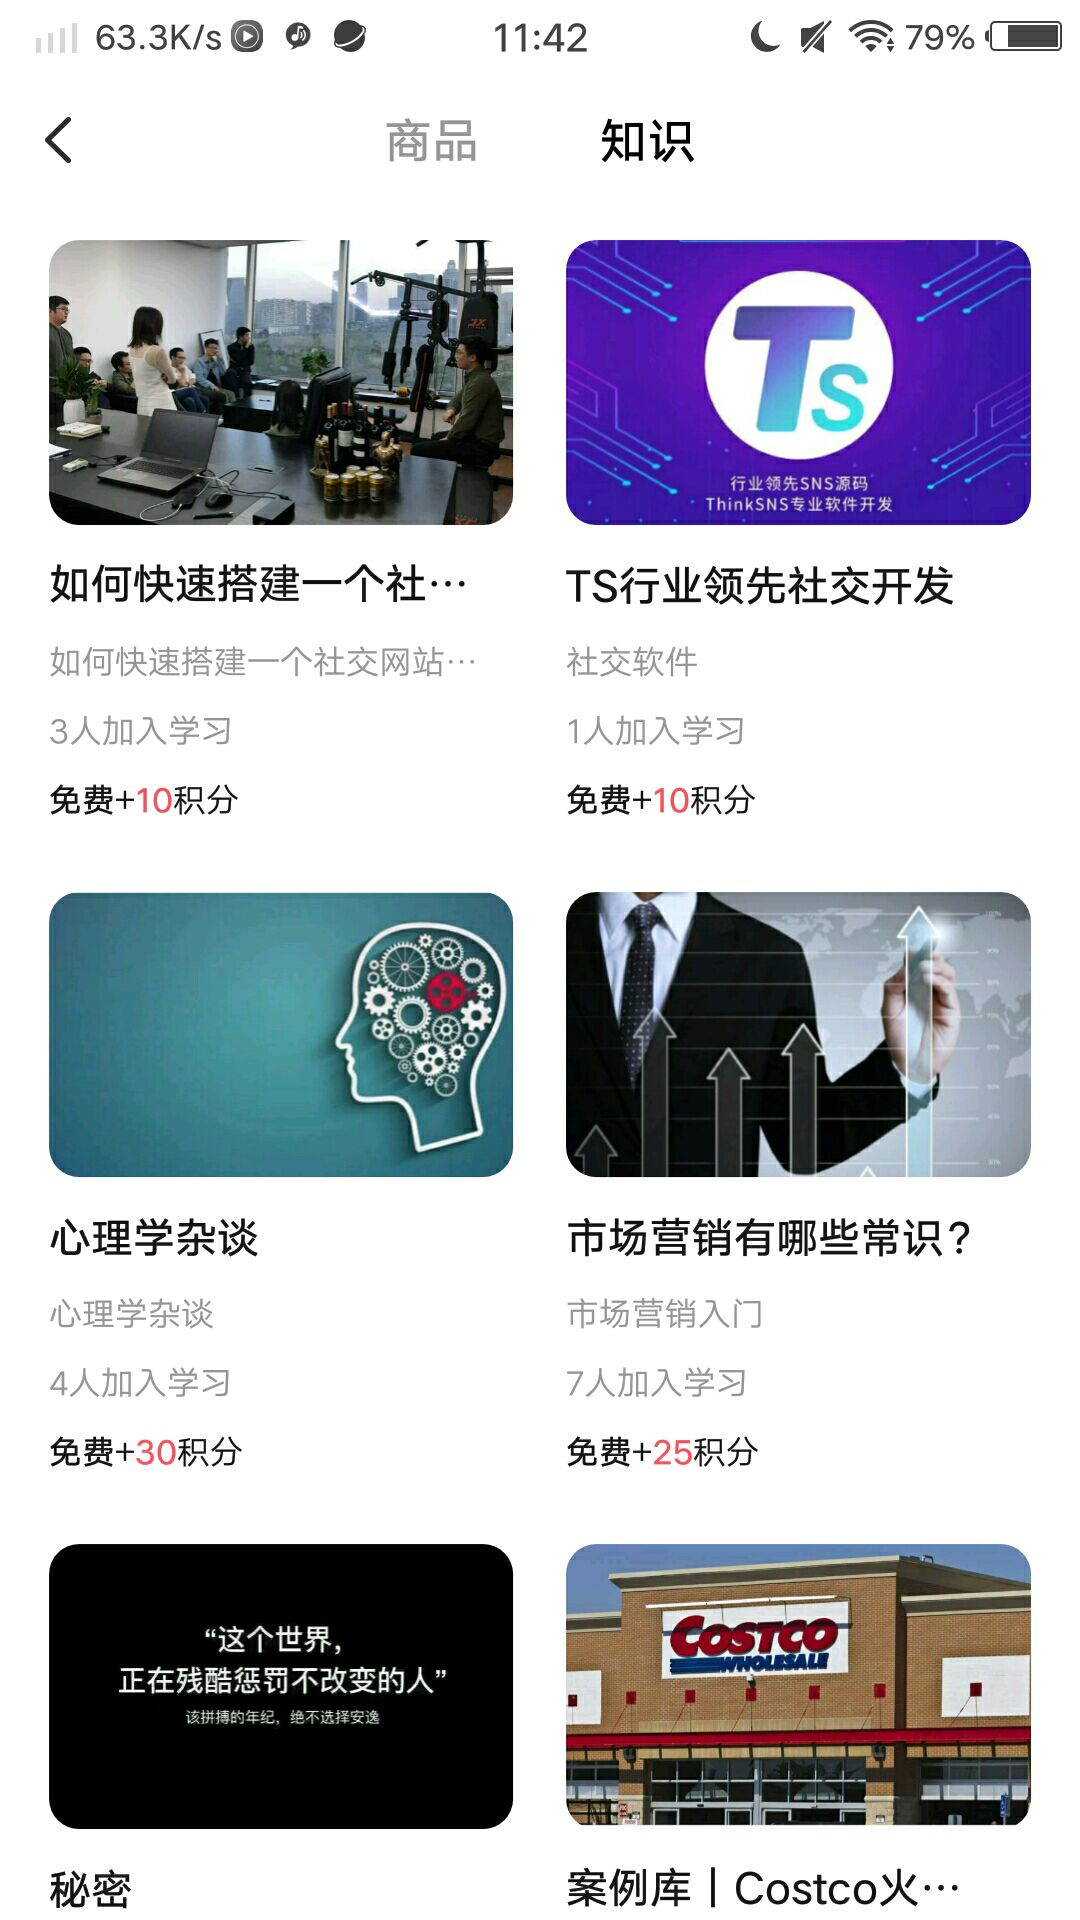 63.3K/s
11:42
79%
商品
知识
TS
行业领先SNS源码
ThinkSNS专业软件开发
如何快速搭建一个社…
TS行业领先社交开发
如何快速搭建一个社交网站…
社交软件
3人加入学习
1人加入学习
免费+10积分
免费+10积分
心理学杂谈
市场营销有哪些常识？
心理学杂谈
市场营销入门
4人加入学习
7人加入学习
免费+30积分
免费+25积分
“这个世界，
正在残酷惩罚不改变的人”
该拼搏的年纪，绝不选择安逸
COSTCO
WHOLESALE
秘密
案例库｜Costco火…